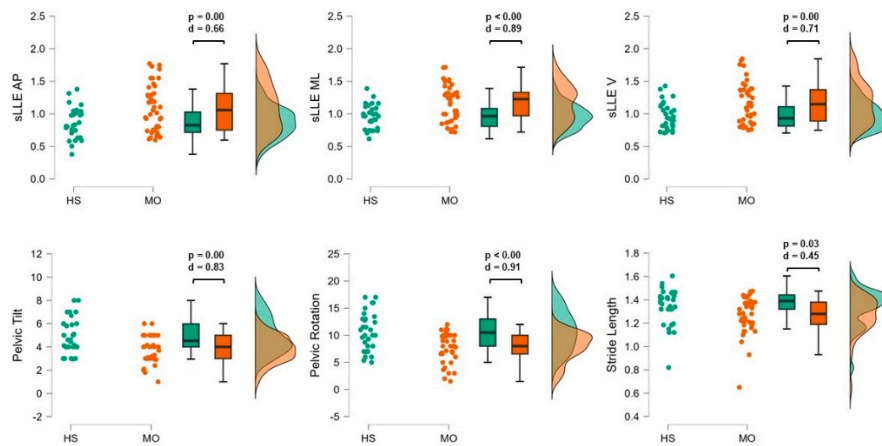 p = 0.00
d = 0.66
sLLE AP
2.5
2.0
1.5
1.0
0.5
0.0
HS
MO
p < 0.00
d = 0.89
sLLE ML
2.5
2.0
1.5
1.0
0.5
0.0
HS
MO
p = 0.00
d = 0.71
sLLE V
2.5
2.0
1.5
1.0
0.5
0.0
HS
MO
p = 0.00
d = 0.83
Pelvic Tilt
12
10
8
6
4
2
0
-2
HS
MO
p < 0.00
d = 0.91
Pelvic Rotation
25
20
15
10
5
0
-5
HS
MO
p = 0.03
d = 0.45
Stride Length
1.8
1.6
1.4
1.2
1.0
0.8
0.6
0.4
HS
MO